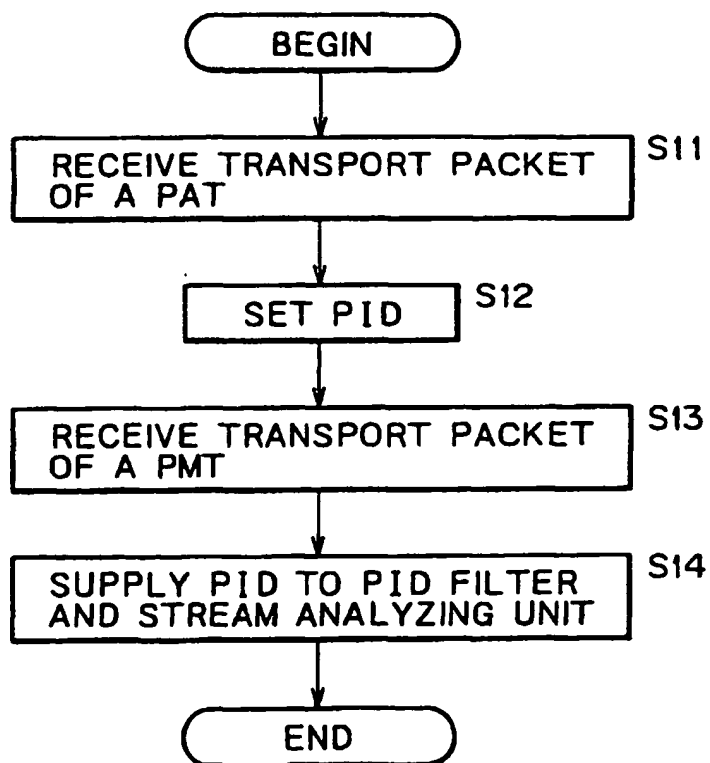 BEGIN
RECEIVE TRANSPORT PACKET
OF A PAT
S11
SET PID
S12
RECEIVE TRANSPORT PACKET
OF A PMT
S13
SUPPLY PID TO PID FILTER
AND STREAM ANALYZING UNIT
S14
END